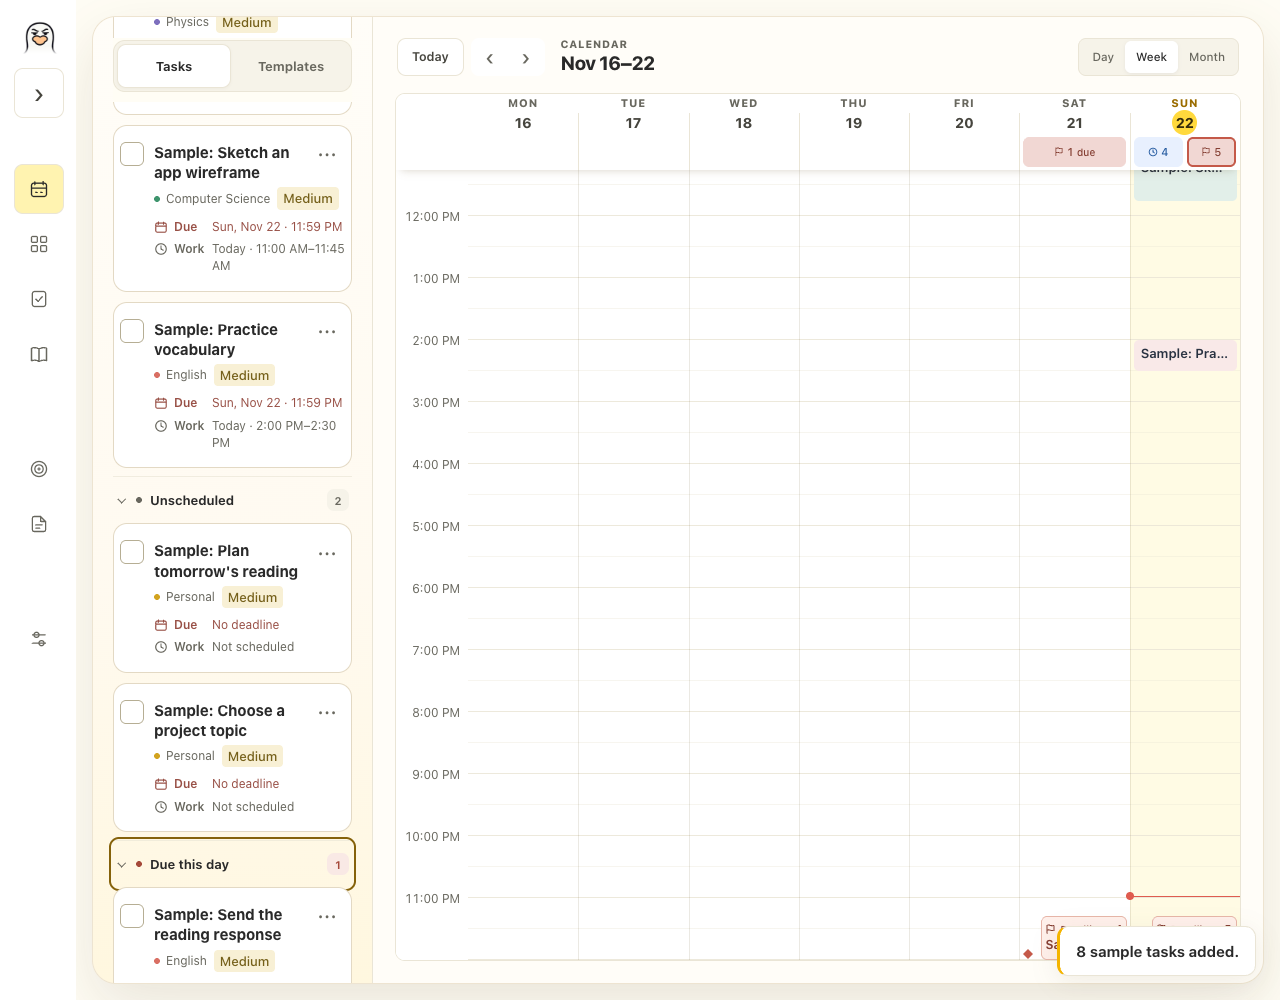 Physics Medium
Tasks
Templates
Sample: Sketch an
app wireframe
Computer Science Medium
Due Sun, Nov 22 · 11:59 PM
Work Today · 11:00 AM–11:45
AM
Sample: Practice
vocabulary
English Medium
Due Sun, Nov 22 · 11:59 PM
Work Today · 2:00 PM–2:30
PM
Unscheduled 2
Sample: Plan
tomorrow's reading
Personal Medium
Due No deadline
Work Not scheduled
Sample: Choose a
project topic
Personal Medium
Due No deadline
Work Not scheduled
Due this day 1
Sample: Send the
reading response
English Medium
Today
CALENDAR
Nov 16–22
Day Week Month
MON TUE WED THU FRI SAT SUN
16 17 18 19 20 21 22
1 due 4 5
12:00 PM
1:00 PM
2:00 PM
Sample: Pra...
3:00 PM
4:00 PM
5:00 PM
6:00 PM
7:00 PM
8:00 PM
9:00 PM
10:00 PM
11:00 PM
8 sample tasks added.